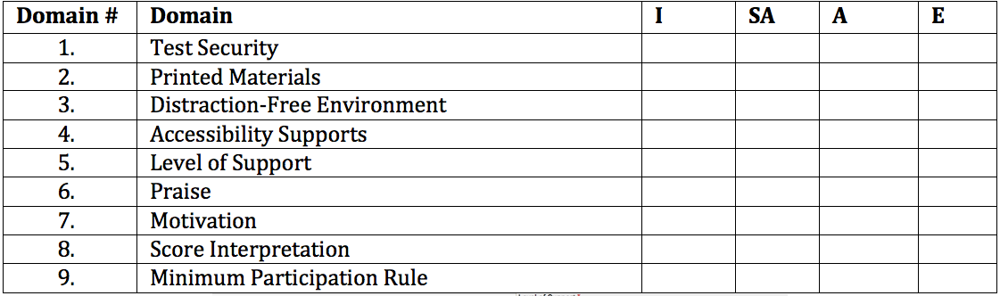 Domain # Domain I SA A E
1. Test Security
2. Printed Materials
3. Distraction-Free Environment
4. Accessibility Supports
5. Level of Support
6. Praise
7. Motivation
8. Score Interpretation
9. Minimum Participation Rule